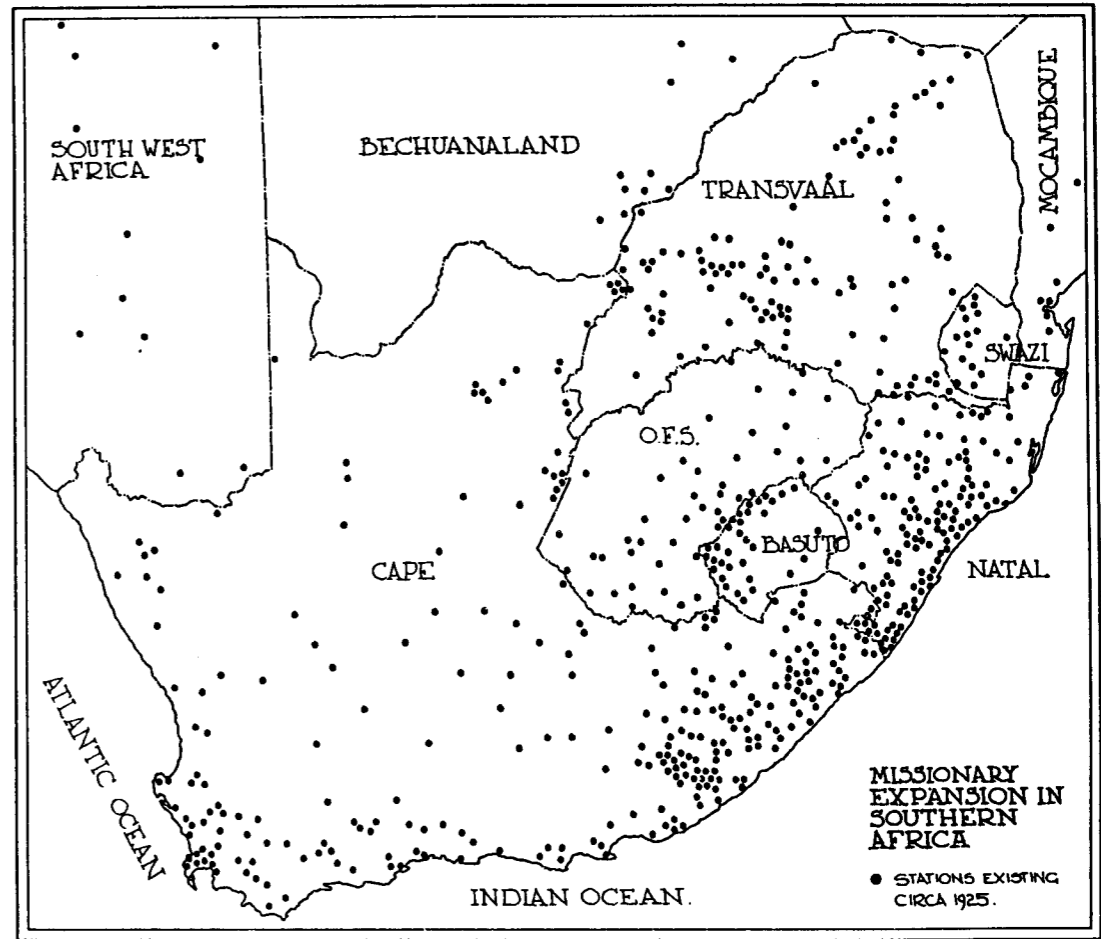 SOUTH WEST
AFRICA
BECHUANALAND
TRANSVAAL
MOCAMBIQUE
SWAZI
O.F.S.
BASUTO
CAPE
NATAL
ATLANTIC OCEAN
INDIAN OCEAN.
MISSIONARY
EXPANSION IN
SOUTHERN
AFRICA
STATIONS EXISTING
CIRCA 1925.